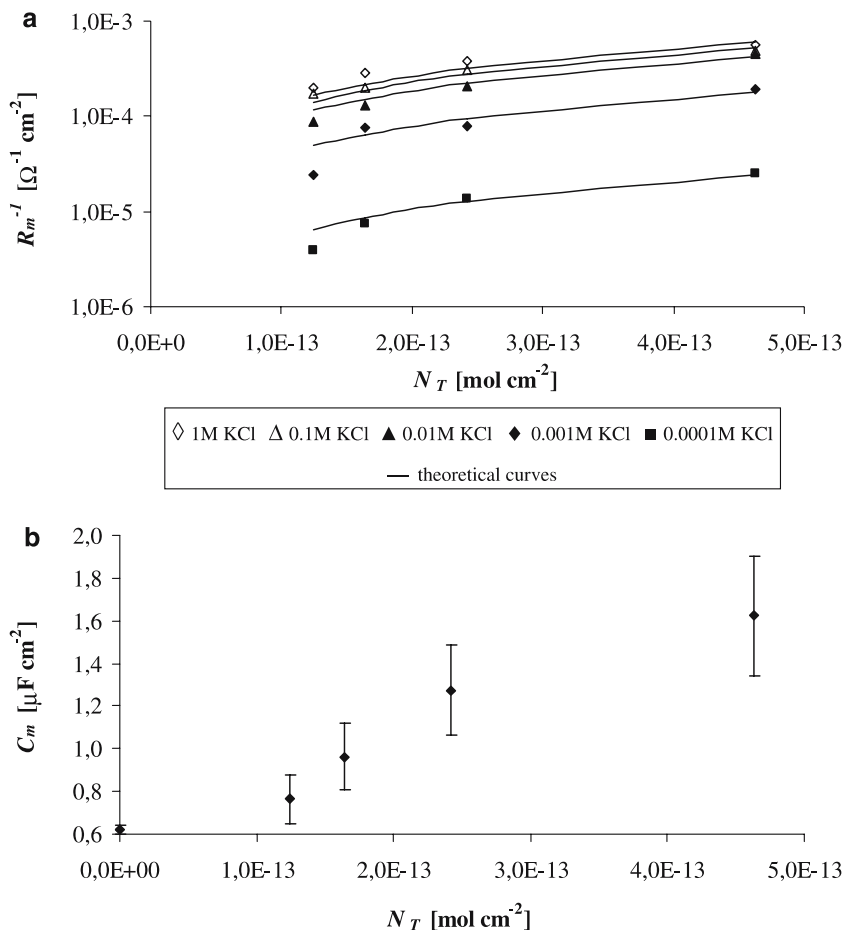 a
1,0E-3
1,0E-4
1,0E-5
1,0E-6
R_m^-1 [Ω^-1 cm^-2]
0,0E+0 1,0E-13 2,0E-13 3,0E-13 4,0E-13 5,0E-13
N_T [mol cm^-2]
◇ 1M KCl △ 0.1M KCl ▲ 0.01M KCl ◆ 0.001M KCl ■ 0.0001M KCl
— theoretical curves
b
2,0
1,8
1,6
1,4
1,2
1,0
0,8
0,6
C_m [µF cm^-2]
0,0E+00 1,0E-13 2,0E-13 3,0E-13 4,0E-13 5,0E-13
N_T [mol cm^-2]